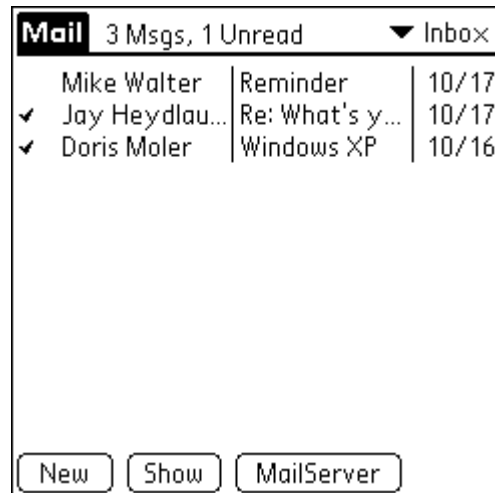 Mail 3 Msgs, 1 Unread Inbox
Mike Walter Reminder 10/17
Jay Heydlau... Re: What's y... 10/17
Doris Moler Windows XP 10/16
New Show MailServer